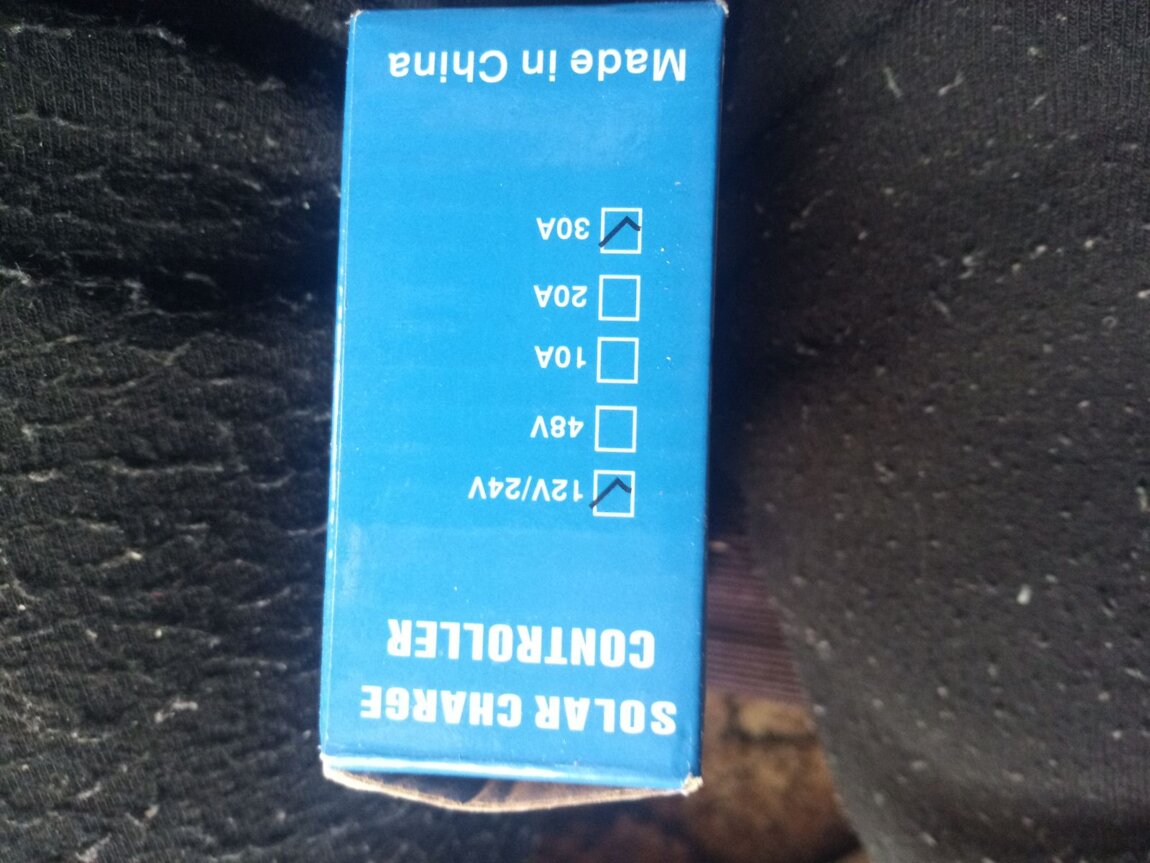 SOLAR CHARGE
CONTROLLER
12V/24V
48V
10A
20A
30A
Made in China